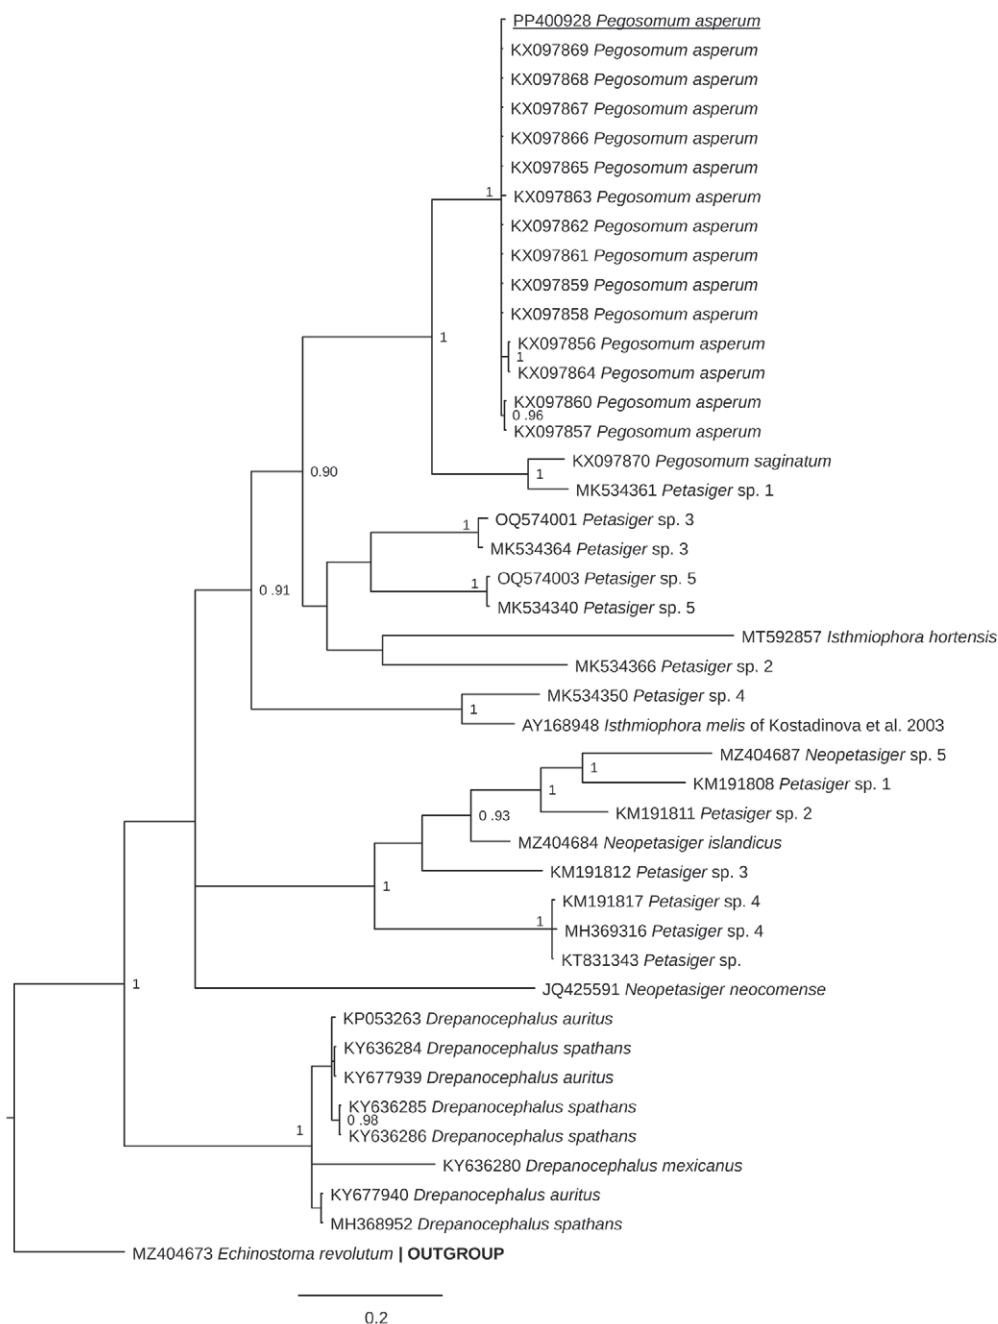 PP400928 Pegosomum asperum
KX097869 Pegosomum asperum
KX097868 Pegosomum asperum
KX097867 Pegosomum asperum
KX097866 Pegosomum asperum
KX097865 Pegosomum asperum
1
KX097863 Pegosomum asperum
KX097862 Pegosomum asperum
KX097861 Pegosomum asperum
KX097859 Pegosomum asperum
KX097858 Pegosomum asperum
1
KX097856 Pegosomum asperum
1
KX097864 Pegosomum asperum
KX097860 Pegosomum asperum
0 .96
KX097857 Pegosomum asperum
KX097870 Pegosomum saginatum
0.90
1
MK534361 Petasiger sp. 1
OQ574001 Petasiger sp. 3
1
MK534364 Petasiger sp. 3
OQ574003 Petasiger sp. 5
1
0 .91
MK534340 Petasiger sp. 5
MT592857 Isthmiophora hortensis
MK534366 Petasiger sp. 2
MK534350 Petasiger sp. 4
1
AY168948 Isthmiophora melis of Kostadinova et al. 2003
MZ404687 Neopetasiger sp. 5
1
KM191808 Petasiger sp. 1
1
KM191811 Petasiger sp. 2
0 .93
MZ404684 Neopetasiger islandicus
KM191812 Petasiger sp. 3
1
KM191817 Petasiger sp. 4
1
MH369316 Petasiger sp. 4
KT831343 Petasiger sp.
1
JQ425591 Neopetasiger neocomense
KP053263 Drepanocephalus auritus
KY636284 Drepanocephalus spathans
KY677939 Drepanocephalus auritus
KY636285 Drepanocephalus spathans
0 .98
1
KY636286 Drepanocephalus spathans
KY636280 Drepanocephalus mexicanus
KY677940 Drepanocephalus auritus
MH368952 Drepanocephalus spathans
MZ404673 Echinostoma revolutum | OUTGROUP
0.2